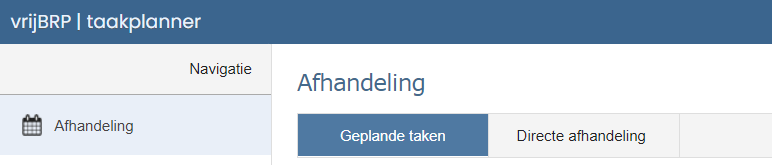 vrijBRP | taakplanner
Navigatie
Afhandeling
Afhandeling
Geplande taken
Directe afhandeling